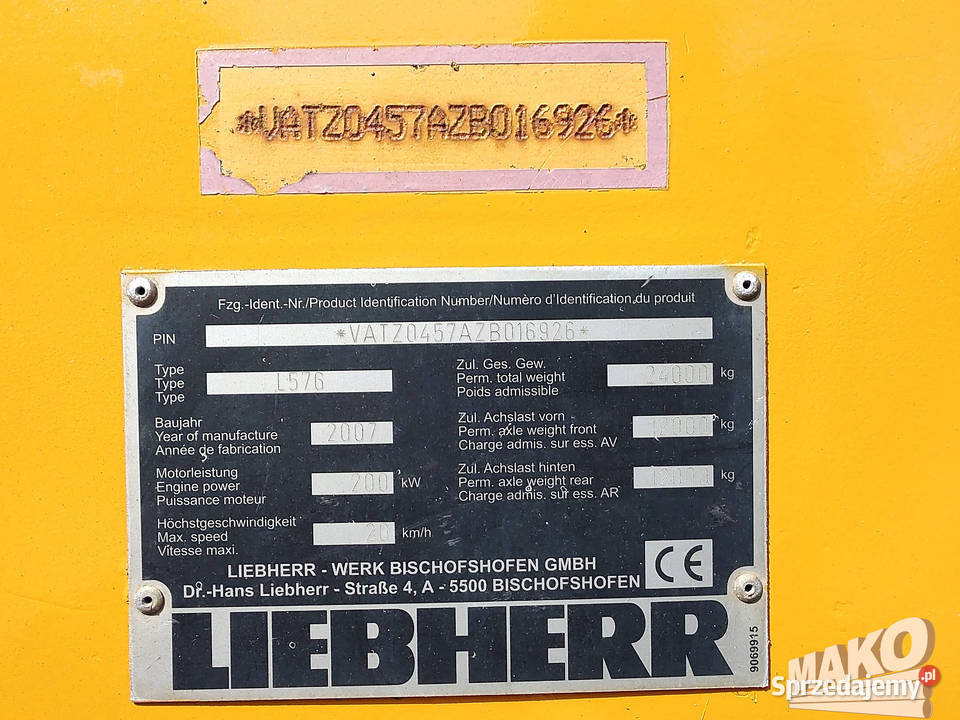 *VATZ0457AZB016926*
Fzg.-Ident.-Nr./Product Identification Number/Numèro d'Identification du produit
PIN *VATZ0457AZB016926*
Type
Type L576
Type
Zul. Ges. Gew.
Perm. total weight 24000 kg
Poids admissible
Baujahr
Year of manufacture 2007
Année de fabrication
Zul. Achslast vorn
Perm. axle weight front 12000 kg
Charge admis. sur ess. AV
Motorleistung
Engine power 200 kW
Puissance moteur
Zul. Achslast hinten
Perm. axle weight rear kg
Charge admis. sur ess. AR
Höchstgeschwindigkeit
Max. speed 20 km/h
Vitesse maxi.
LIEBHERR - WERK BISCHOFSHOFEN GMBH
Dr.-Hans Liebherr - Straße 4, A - 5500 BISCHOFSHOFEN
CE
LIEBHERR
9069915
MAKO
Sprzedajemy.pl